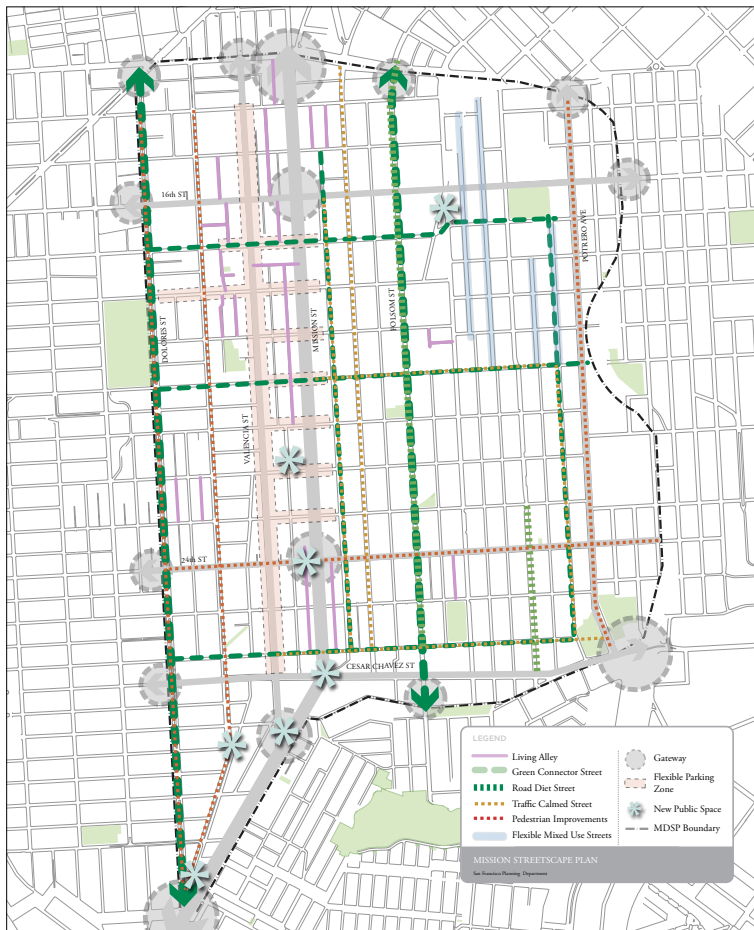 16th ST
DOLORES ST
VALENCIA ST
MISSION ST
FOLSOM ST
POTRERO AVE
24th ST
CESAR CHAVEZ ST
LEGEND
Living Alley
Green Connector Street
Road Diet Street
Traffic Calmed Street
Pedestrian Improvements
Flexible Mixed Use Streets
Gateway
Flexible Parking
Zone
New Public Space
MDSP Boundary
MISSION STREETSCAPE PLAN
San Francisco Planning Department